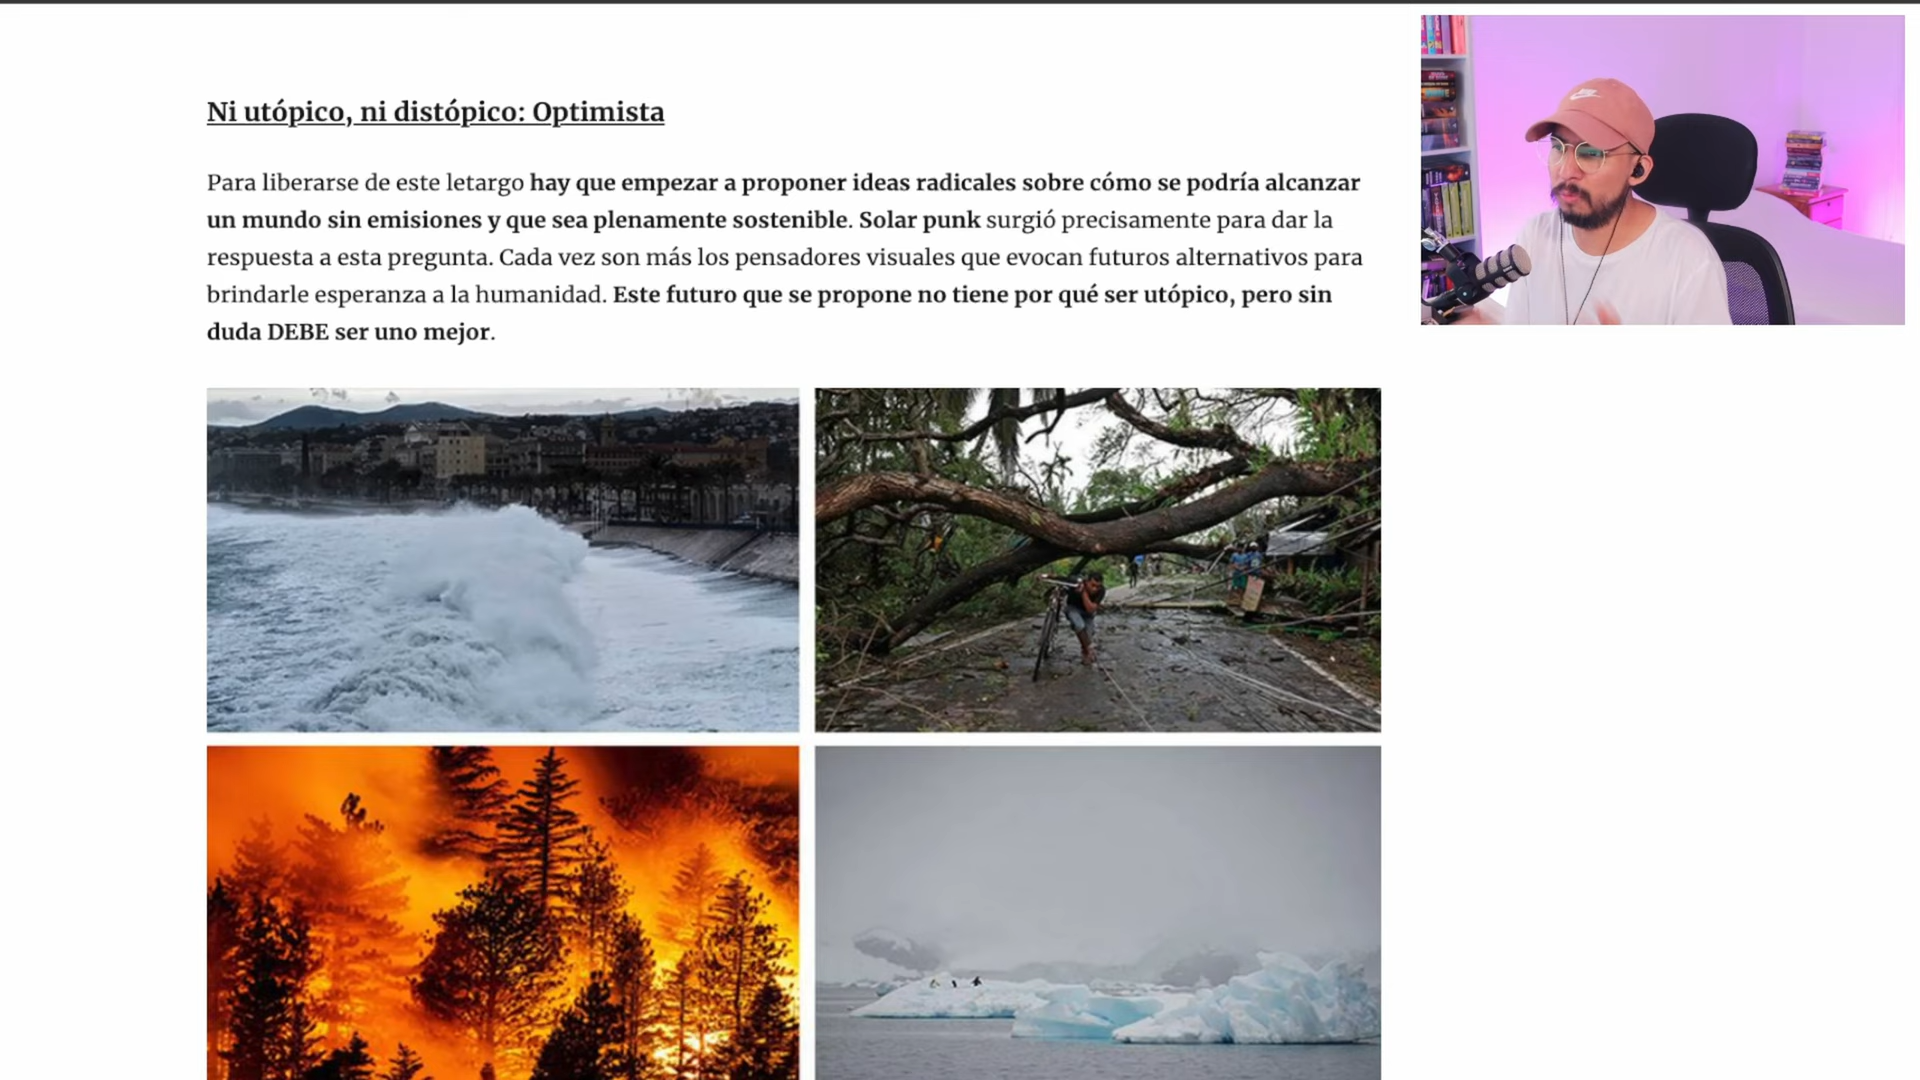 Ni utópico, ni distópico: Optimista
Para liberarse de este letargo hay que empezar a proponer ideas radicales sobre cómo se podría alcanzar
un mundo sin emisiones y que sea plenamente sostenible. Solar punk surgió precisamente para dar la
respuesta a esta pregunta. Cada vez son más los pensadores visuales que evocan futuros alternativos para
brindarle esperanza a la humanidad. Este futuro que se propone no tiene por qué ser utópico, pero sin
duda DEBE ser uno mejor.